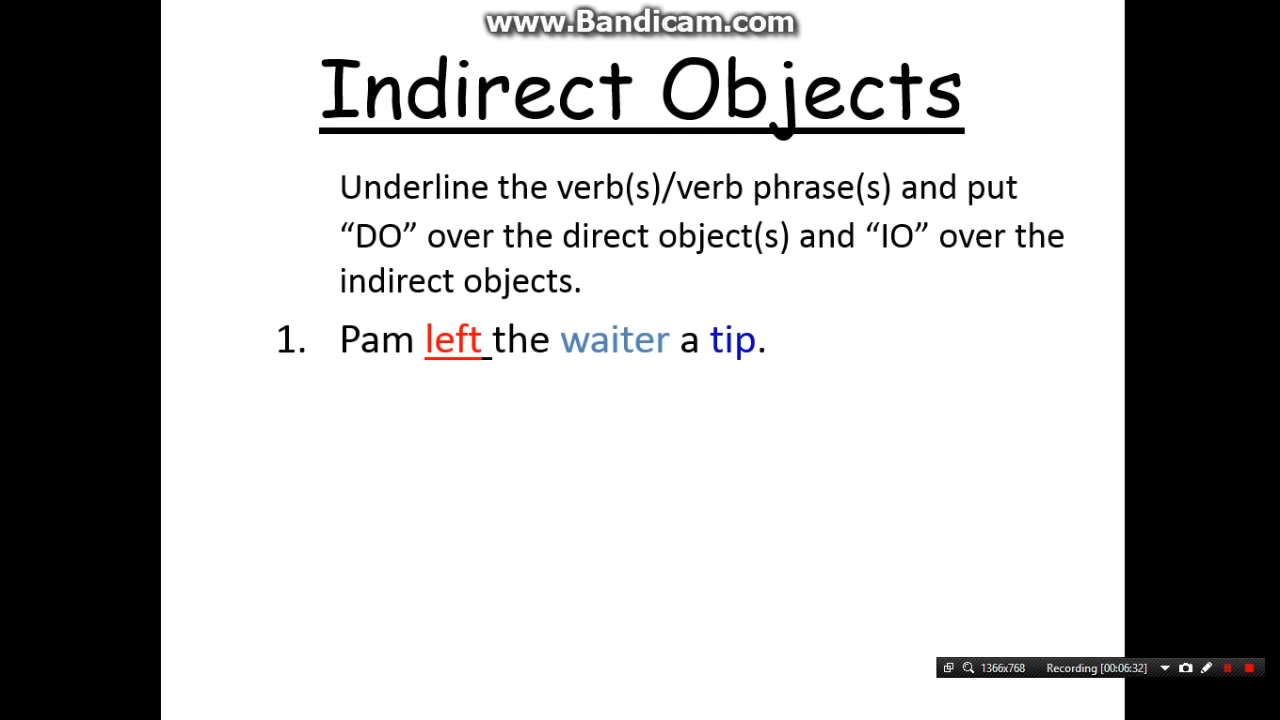 www.Bandicam.com
Indirect Objects
Underline the verb(s)/verb phrase(s) and put
“DO” over the direct object(s) and “IO” over the
indirect objects.
1. Pam left the waiter a tip.
1366x768 Recording [00:06:32]